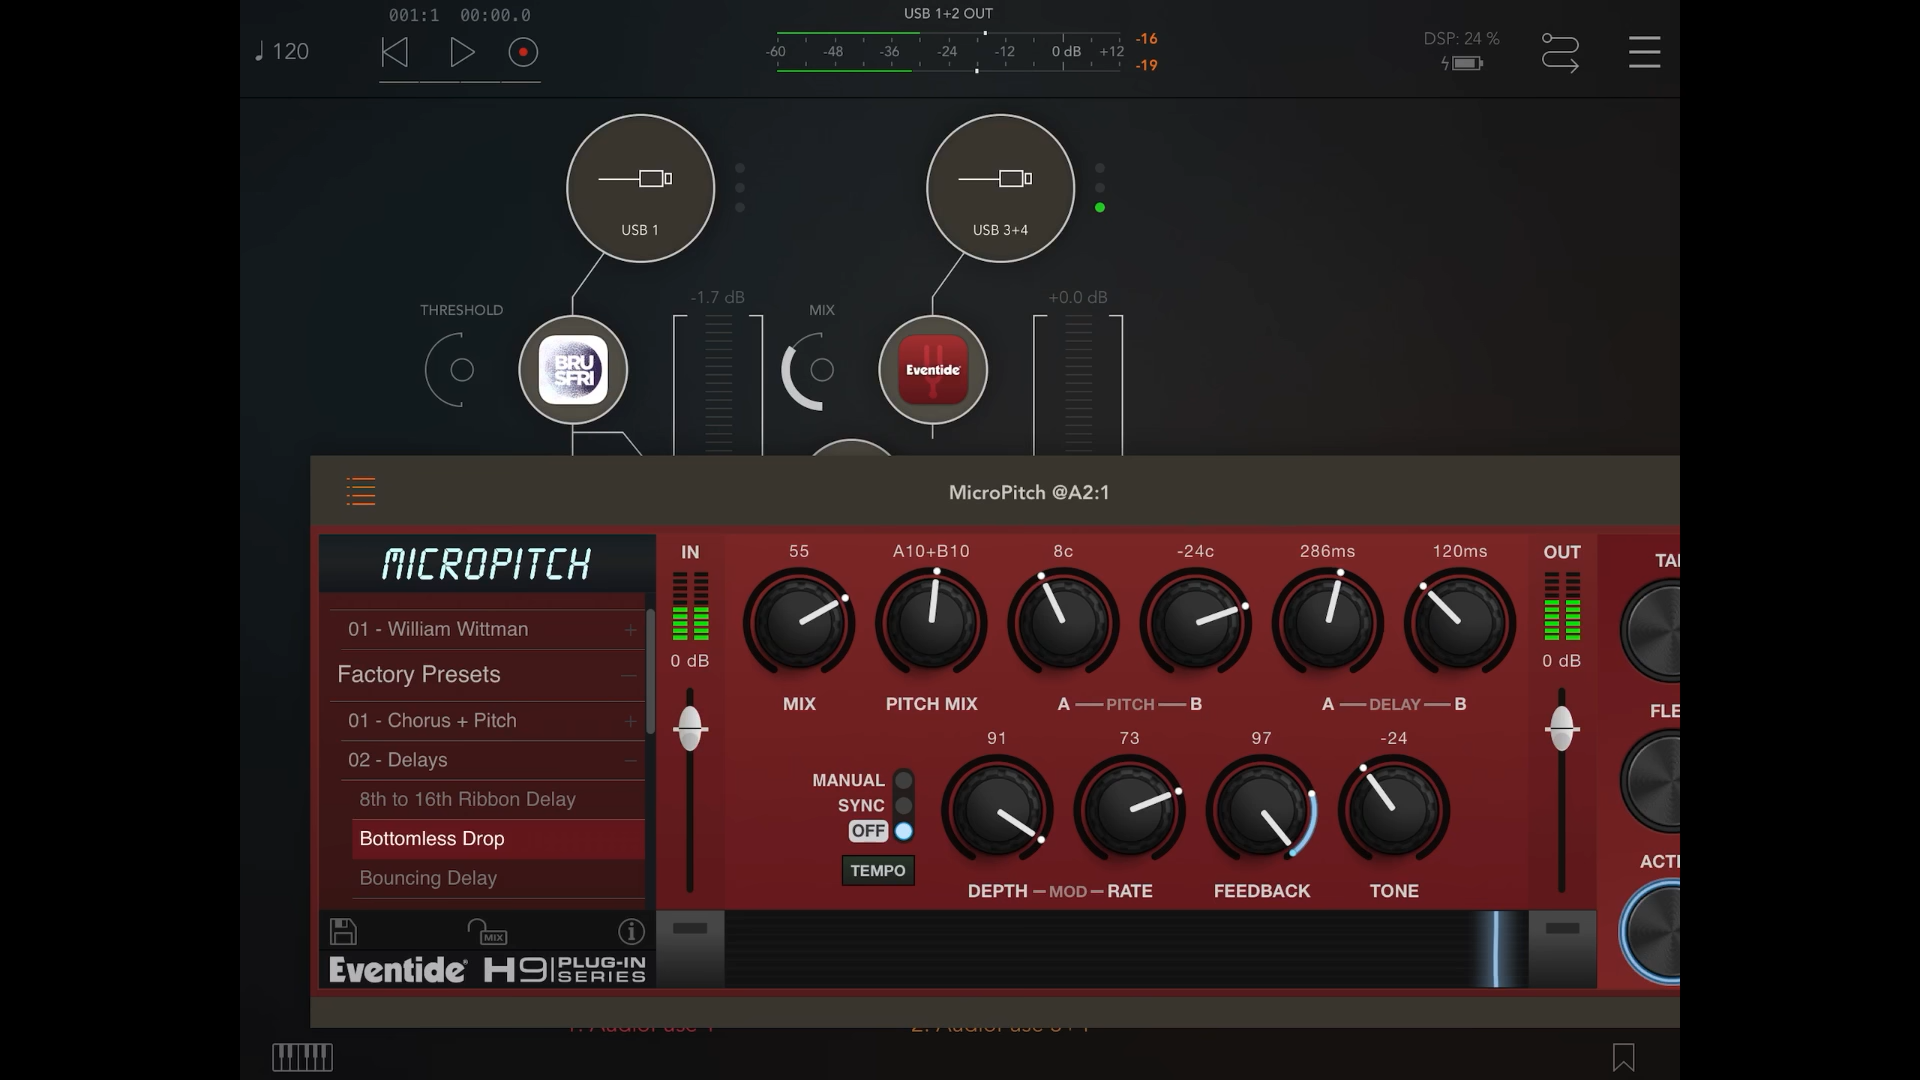 001:1 00:00.0
USB 1+2 OUT
120
-60 -48 -36 -24 -12 0 dB +12
-16
-19
DSP: 24 %
USB 1
USB 3+4
THRESHOLD
-1.7 dB
MIX
+0.0 dB
BRU
SFRI
Eventide
MicroPitch @A2:1
MICROPITCH
01 - William Wittman +
Factory Presets –
01 - Chorus + Pitch +
02 - Delays –
8th to 16th Ribbon Delay
Bottomless Drop
Bouncing Delay
MIX
Eventide H9 PLUG-IN SERIES
IN
0 dB
55 A10+B10 8c -24c 286ms 120ms
MIX PITCH MIX A PITCH B A DELAY B
91 73 97 -24
MANUAL
SYNC
OFF
TEMPO
DEPTH MOD RATE FEEDBACK TONE
OUT
0 dB
TA
FLE
ACTI